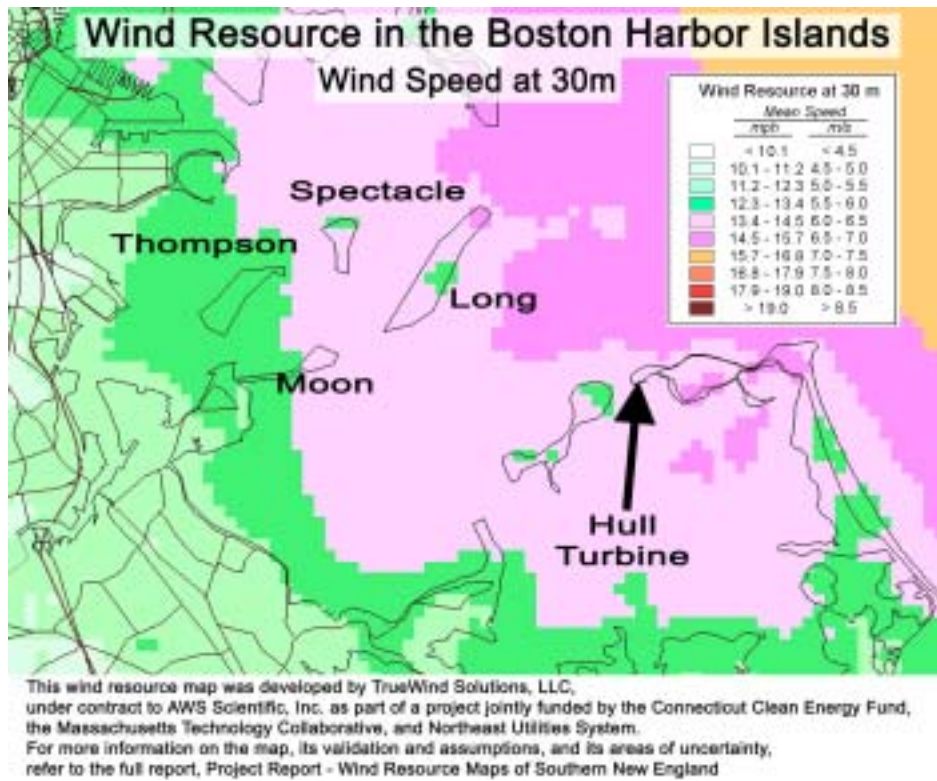 Wind Resource in the Boston Harbor Islands
Wind Speed at 30m
Wind Resource at 30 m
Mean Speed
mph m/s
< 10.1 < 4.5
10.1 - 11.2 4.5 - 5.0
11.2 - 12.3 5.0 - 5.5
12.3 - 13.4 5.5 - 6.0
13.4 - 14.5 6.0 - 6.5
14.5 - 15.7 6.5 - 7.0
15.7 - 16.8 7.0 - 7.5
16.8 - 17.9 7.5 - 8.0
17.9 - 19.0 8.0 - 8.5
> 19.0 > 8.5
Spectacle
Thompson
Long
Moon
Hull
Turbine
This wind resource map was developed by TrueWind Solutions, LLC,
under contract to AWS Scientific, Inc. as part of a project jointly funded by the Connecticut Clean Energy Fund,
the Massachusetts Technology Collaborative, and Northeast Utilities System.
For more information on the map, its validation and assumptions, and its areas of uncertainty,
refer to the full report, Project Report - Wind Resource Maps of Southern New England